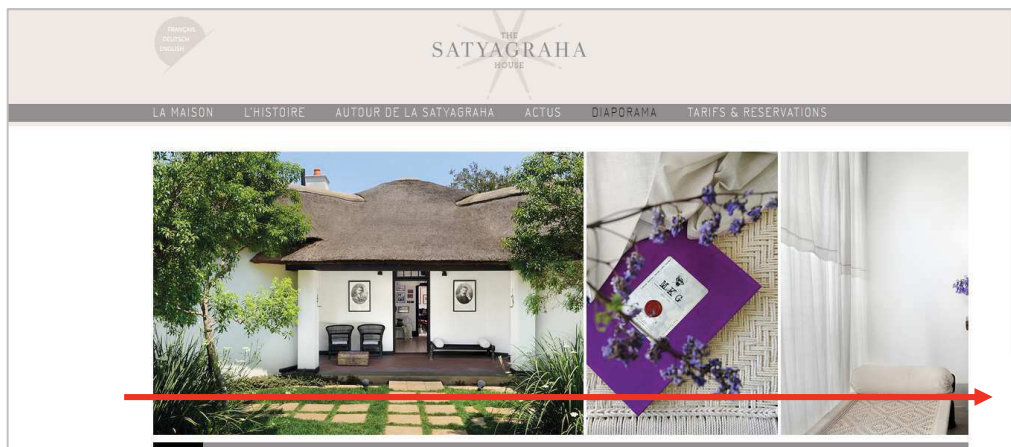 FRANÇAIS
DEUTSCH
ENGLISH
THE
SATYAGRAHA
HOUSE
LA MAISON L'HISTOIRE AUTOUR DE LA SATYAGRAHA ACTUS DIAPORAMA TARIFS & RESERVATIONS
M.K G